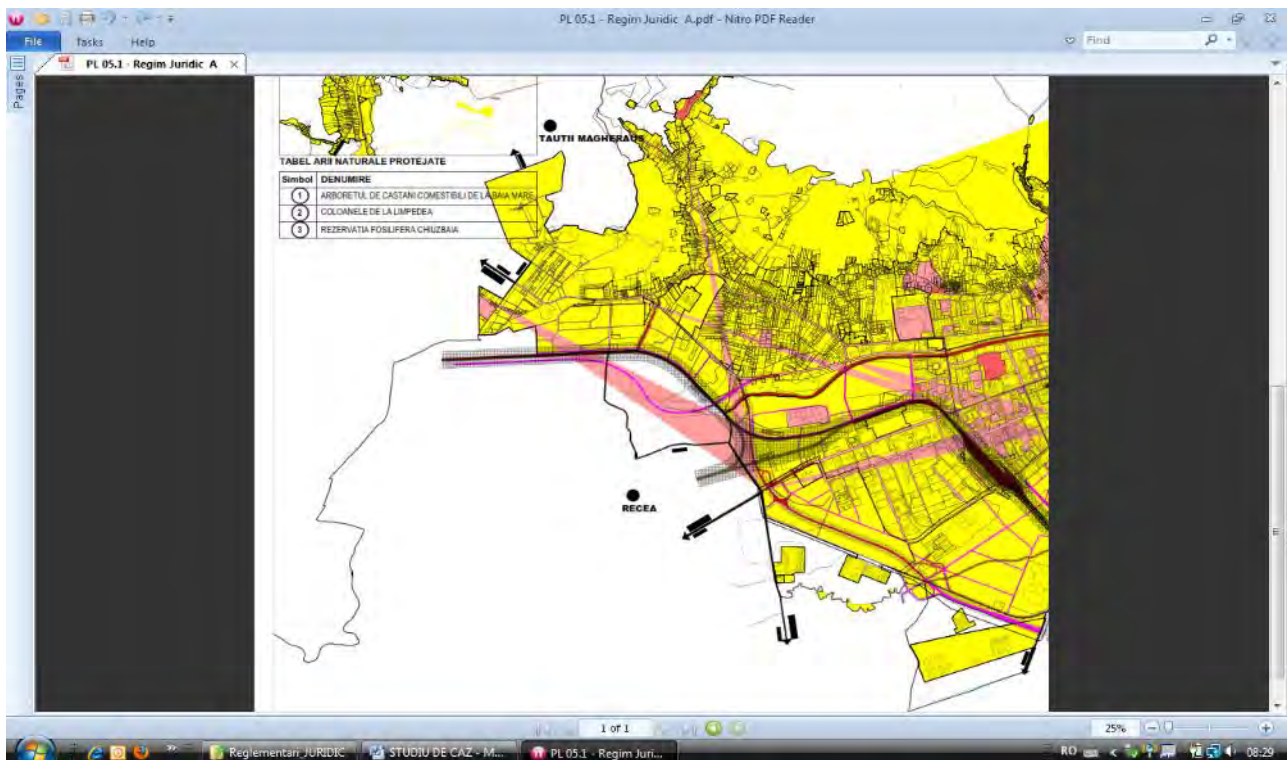 PL 05.1 - Regim Juridic A.pdf - Nitro PDF Reader
File Tasks Help
Find
PL 05.1 - Regim Juridic A ×
Pages
TAUTII MAGHERAUS
TABEL ARII NATURALE PROTEJATE
Simbol DENUMIRE
1 ARBORETUL DE CASTANI COMESTIBILI DE LA BAIA MARE
2 COLOANELE DE LA LIMPEDEA
3 REZERVATIA FOSILIFERA CHIUZBAIA
RECEA
1 of 1
25%
Reglementari JURIDIC
STUDIU DE CAZ - M...
PL 05.1 - Regim Juri...
RO
08:29